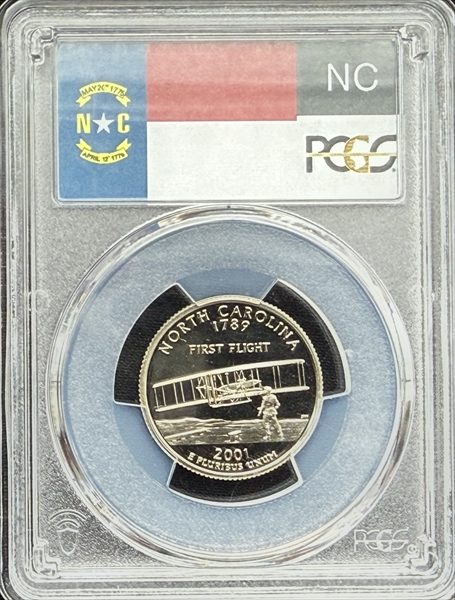 MAY 20TH 1775
N C
APRIL 12TH 1776
NC
PCGS
NORTH CAROLINA
1789
FIRST FLIGHT
2001
E PLURIBUS UNUM
PCGS